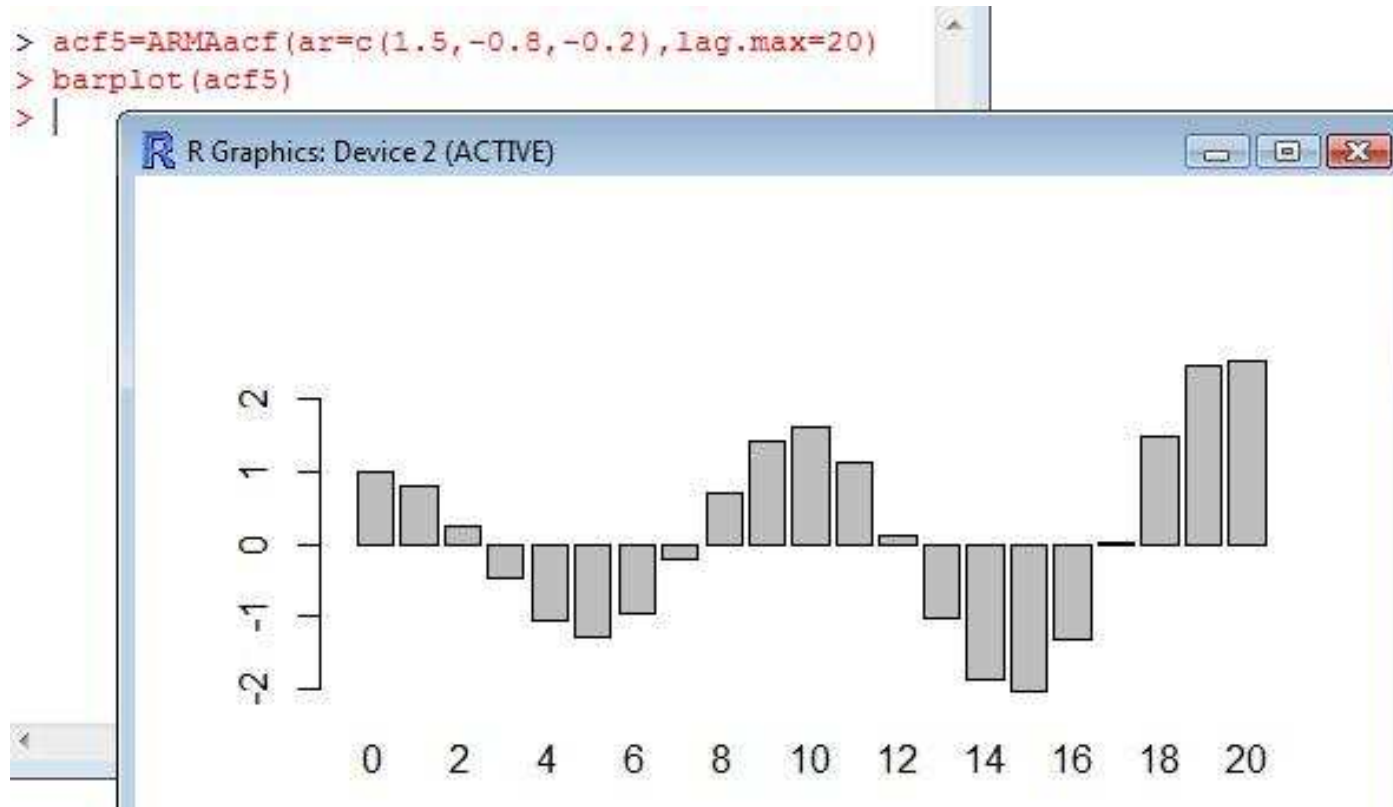 > acf5=ARMAacf(ar=c(1.5,-0.8,-0.2),lag.max=20)
> barplot(acf5)
>
R R Graphics: Device 2 (ACTIVE)
2
1
0
-1
-2
0 2 4 6 8 10 12 14 16 18 20